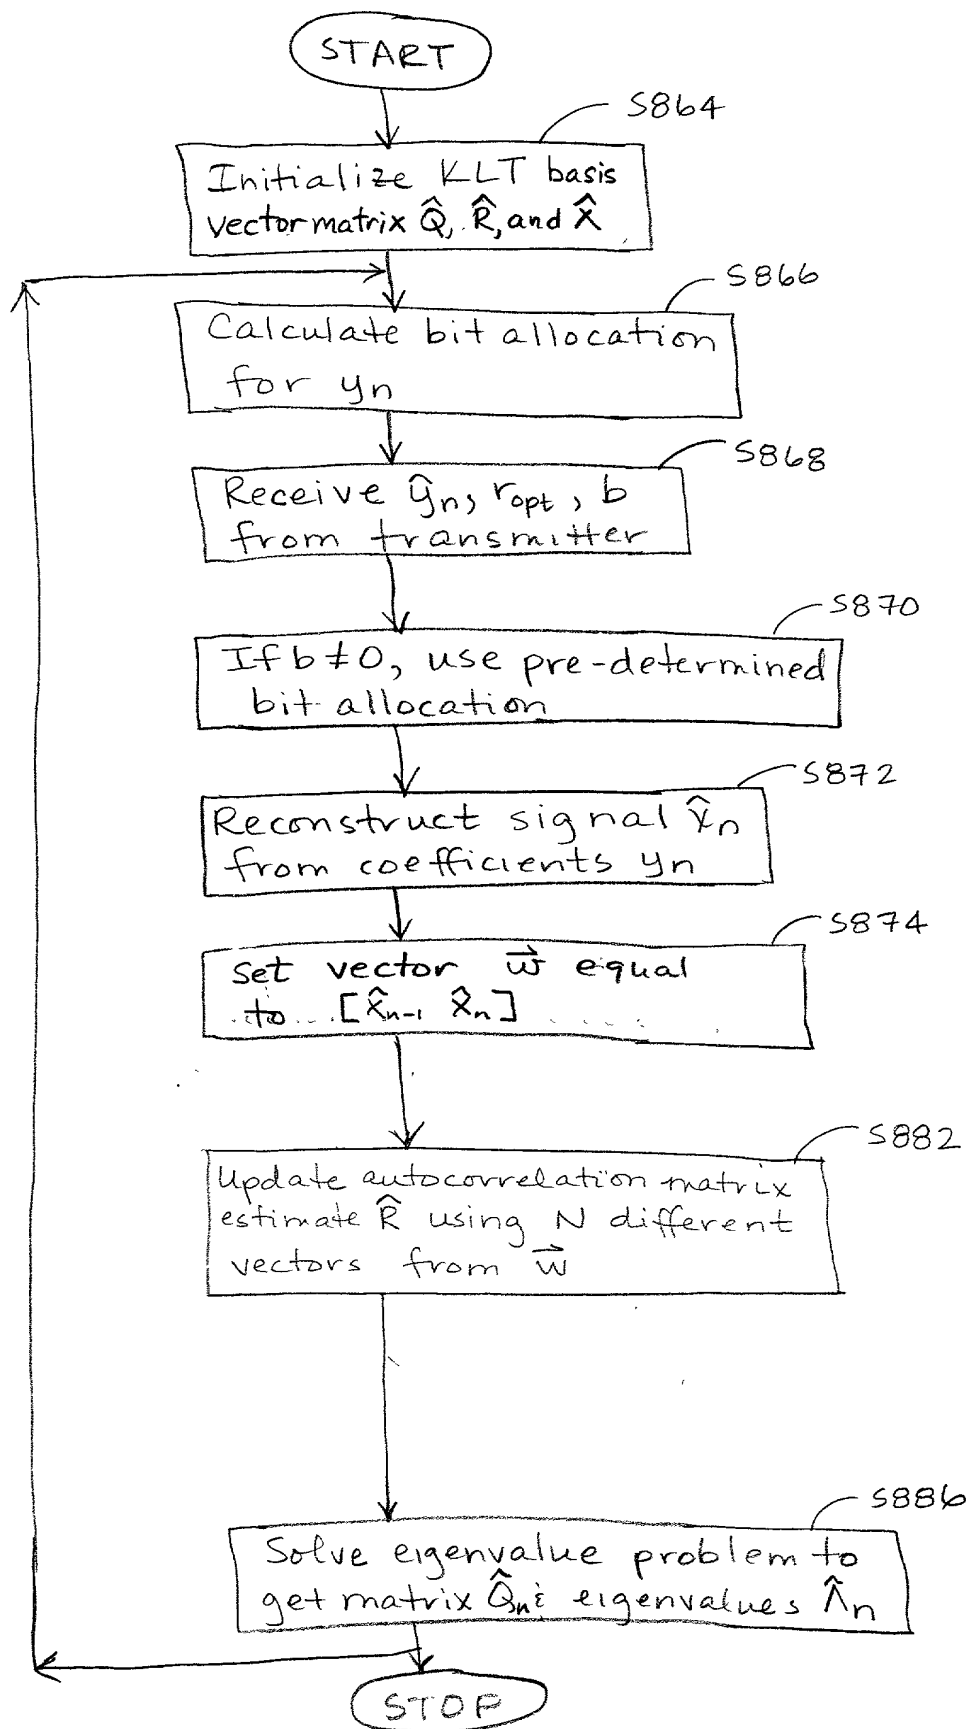 START
S864
Initialize KLT basis
vector matrix Q̂, R̂, and X̂
S866
Calculate bit allocation
for yn
S868
Receive ŷn, ropt, b
from transmitter
S870
If b ≠ 0, use pre-determined
bit allocation
S872
Reconstruct signal x̂n
from coefficients yn
S874
Set vector w⃗ equal
to [x̂n-1 x̂n]
S882
Update autocorrelation matrix
estimate R̂ using N different
vectors from w⃗
S886
Solve eigenvalue problem to
get matrix Q̂n & eigenvalues Λ̂n
STOP